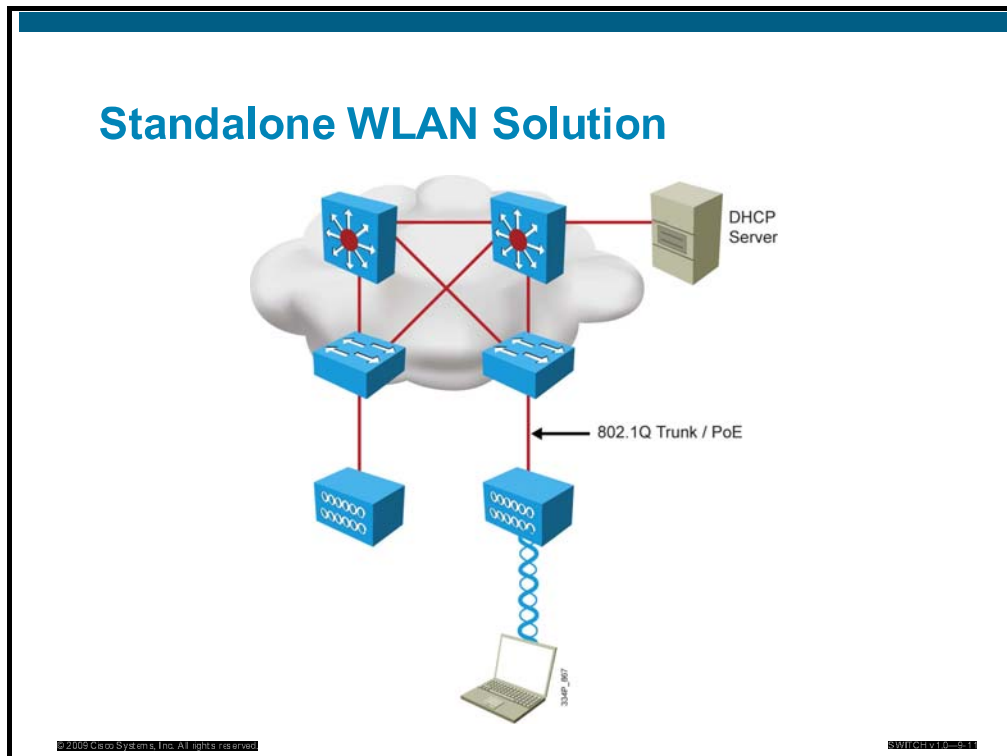 Standalone WLAN Solution
DHCP
Server
802.1Q Trunk / PoE
334P_867
© 2009 Cisco Systems, Inc. All rights reserved.
SWITCH v1.0—9-11